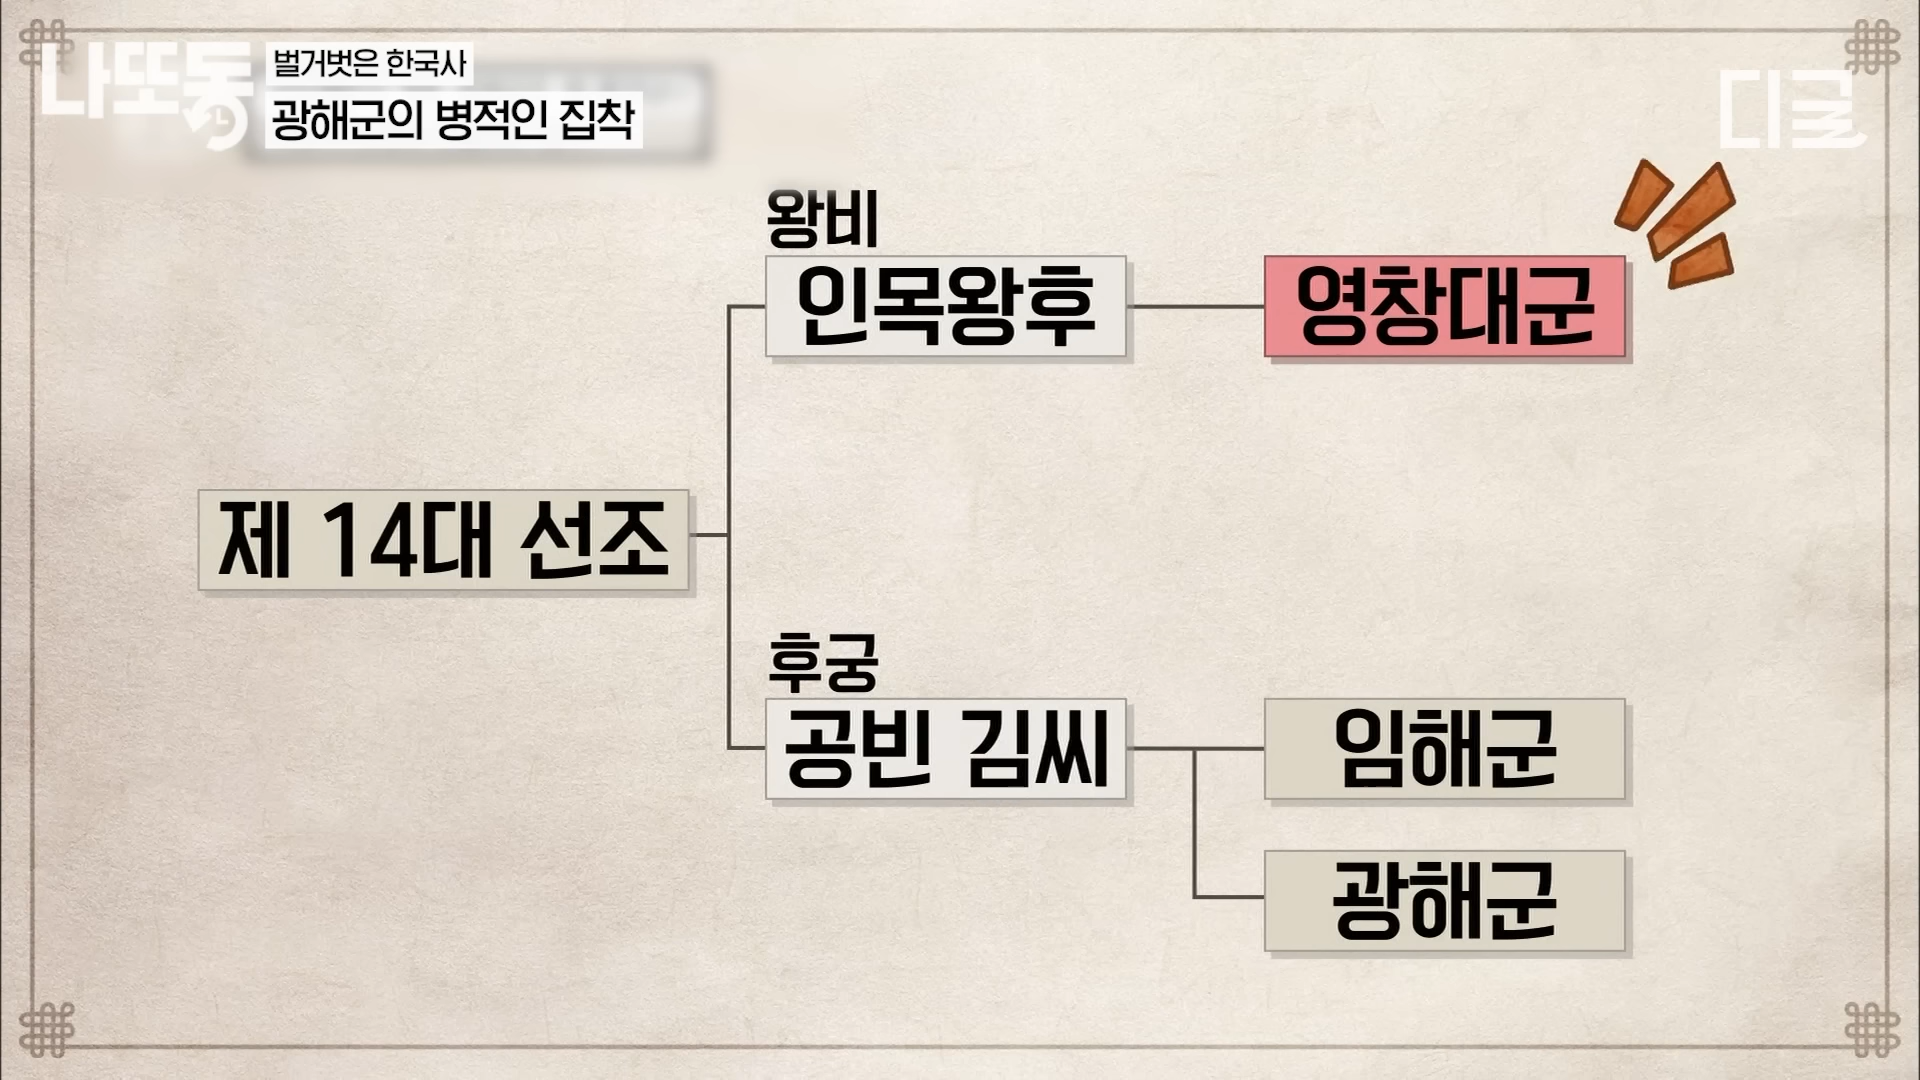 나또동
벌거벗은 한국사
광해군의 병적인 집착
디글
왕비
인목왕후
영창대군
제 14대 선조
후궁
공빈 김씨
임해군
광해군